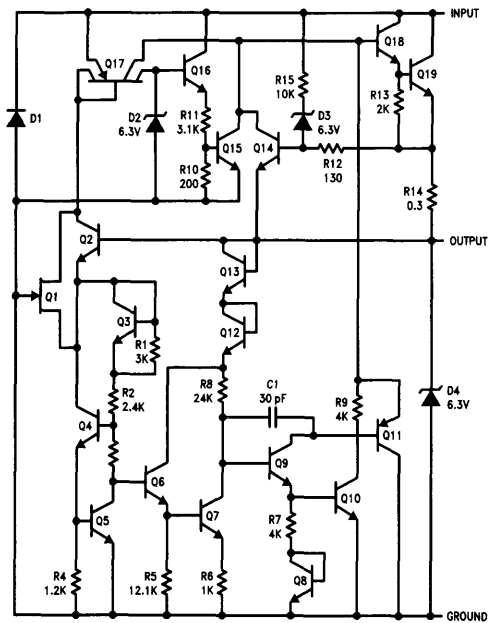 INPUT
Q17
Q18
Q16
Q19
R15
10K
R13
2K
D1
D2
6.3V
R11
3.1K
D3
6.3V
Q15
Q14
R10
200
R12
130
R14
0.3
Q2
OUTPUT
Q13
Q1
Q3
Q12
R1
3K
R2
2.4K
R8
24K
C1
30 pF
R9
4K
D4
6.3V
Q4
Q11
Q6
Q9
Q5
Q7
Q10
R7
4K
R4
1.2K
R5
12.1K
R6
1K
Q8
GROUND